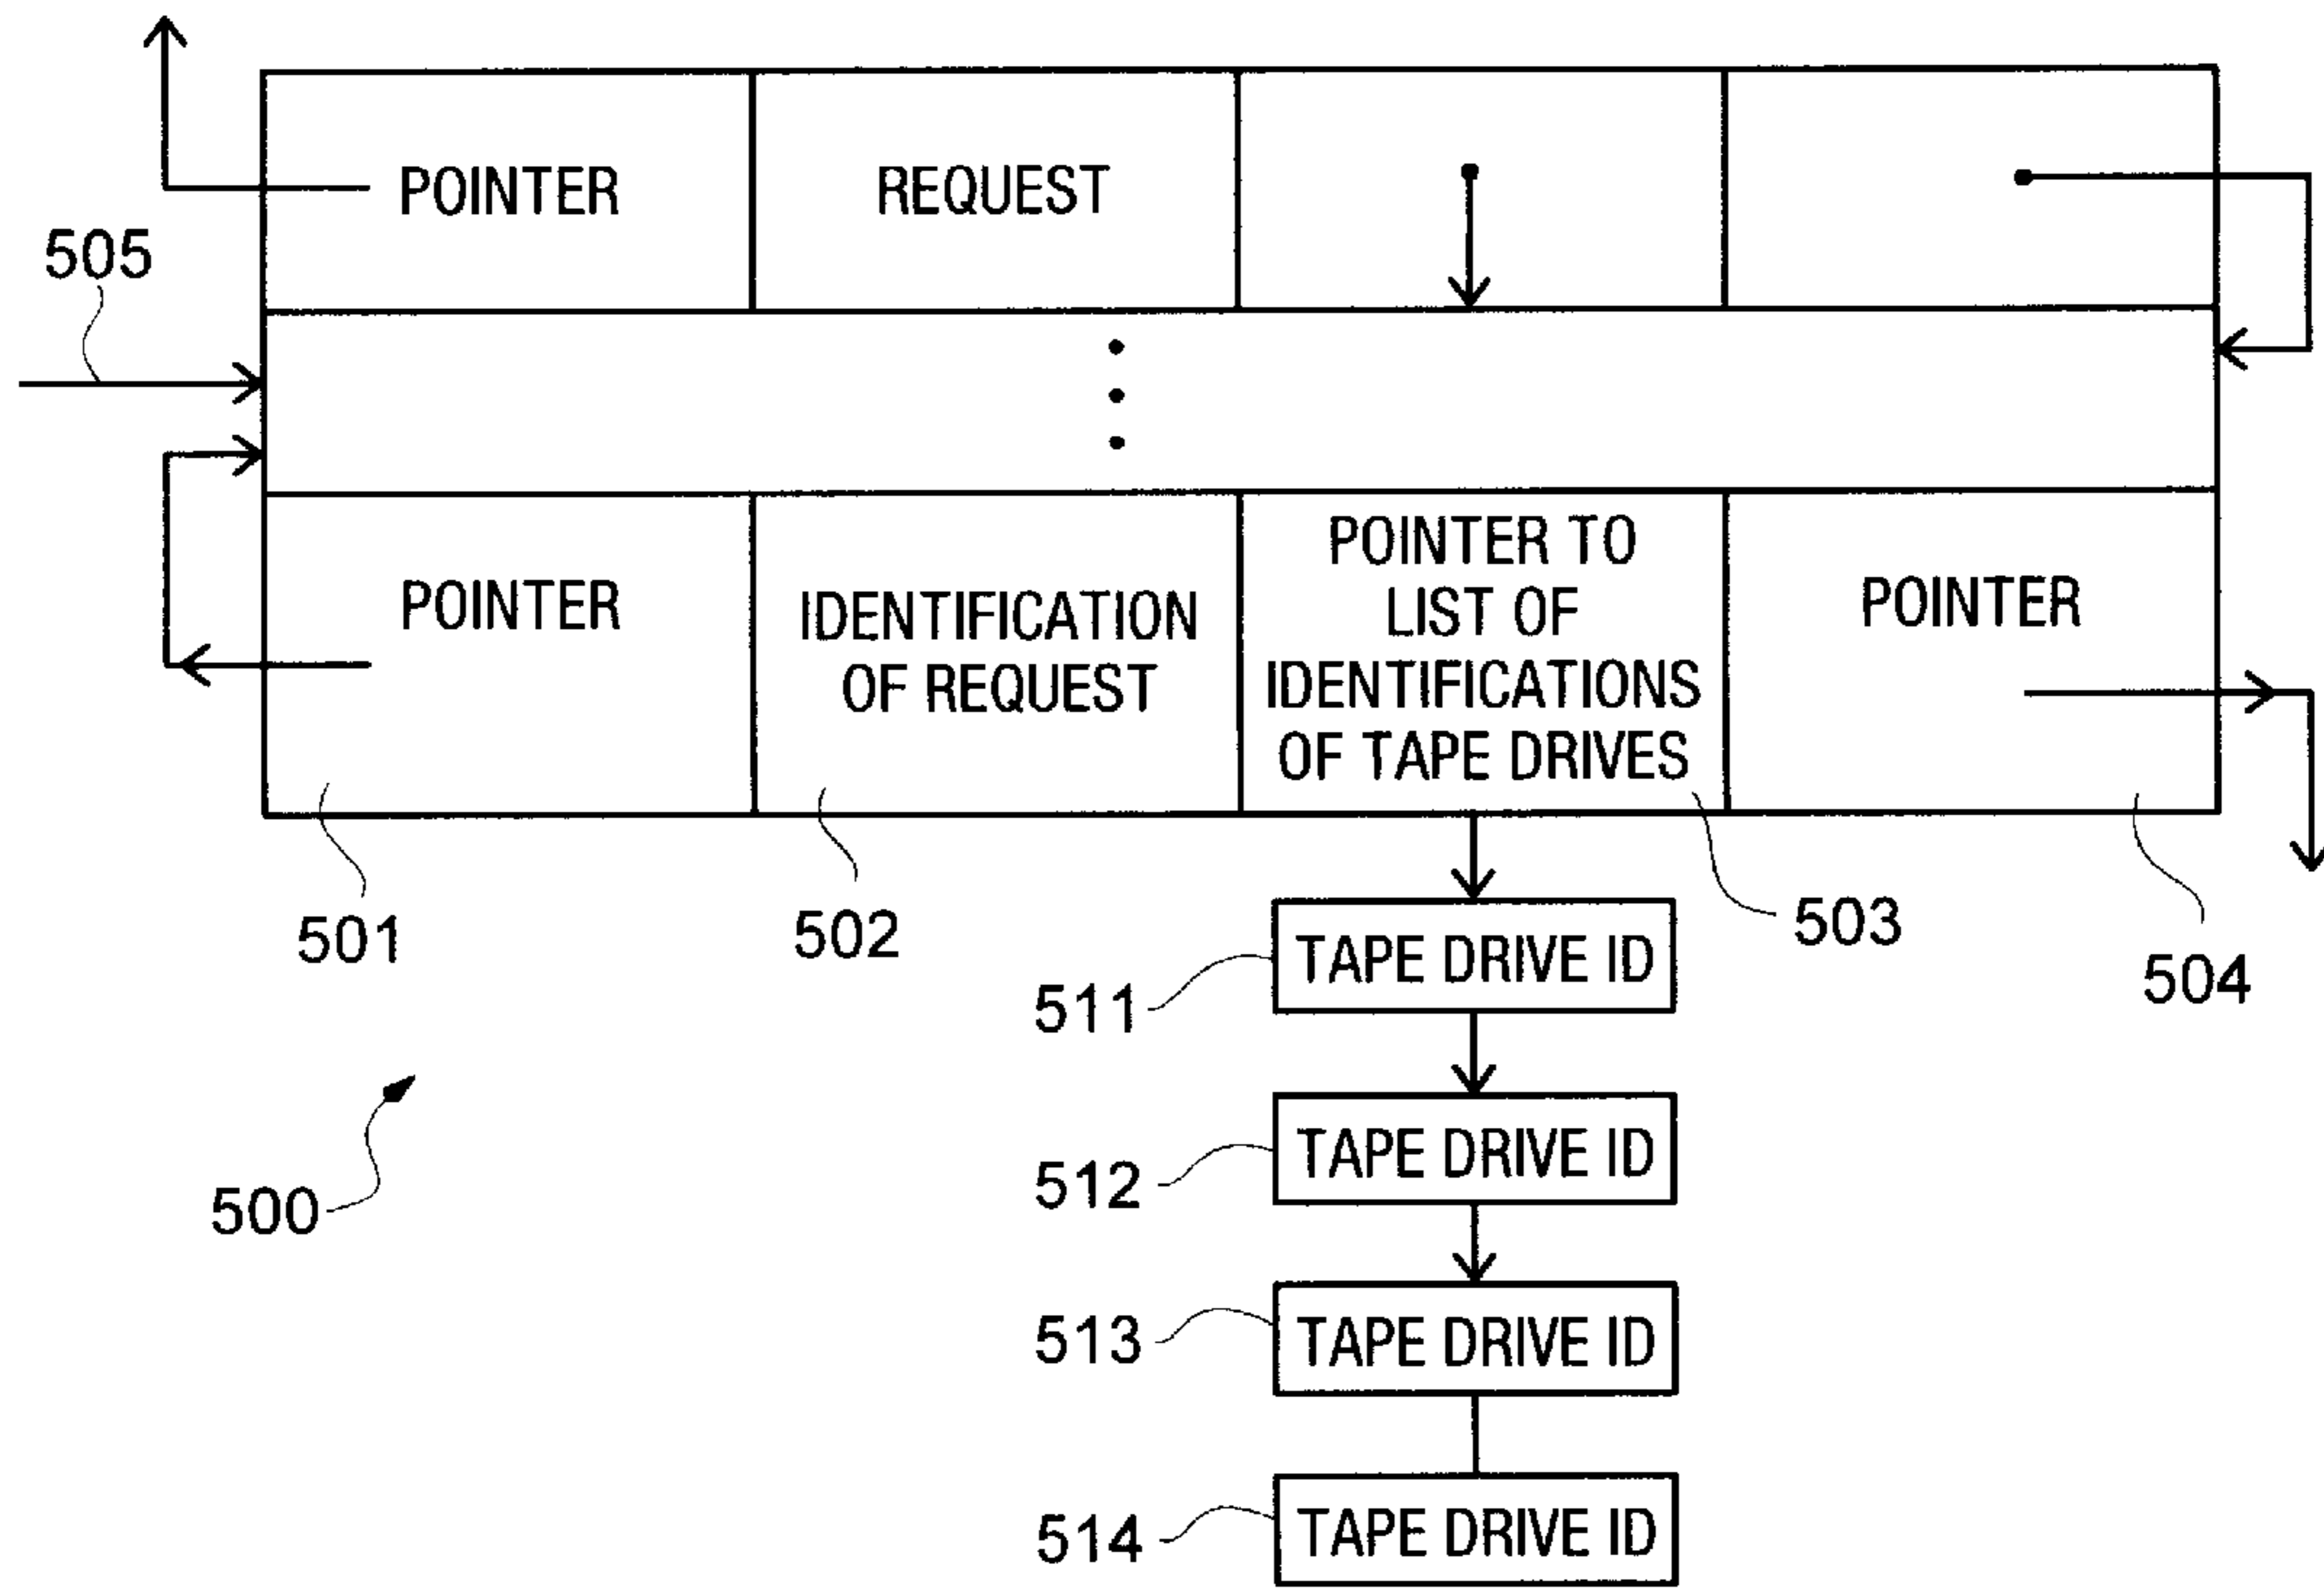 POINTER
REQUEST
505
POINTER
IDENTIFICATION
OF REQUEST
POINTER TO
LIST OF
IDENTIFICATIONS
OF TAPE DRIVES
POINTER
501
502
503
504
TAPE DRIVE ID
511
TAPE DRIVE ID
512
500
TAPE DRIVE ID
513
TAPE DRIVE ID
514